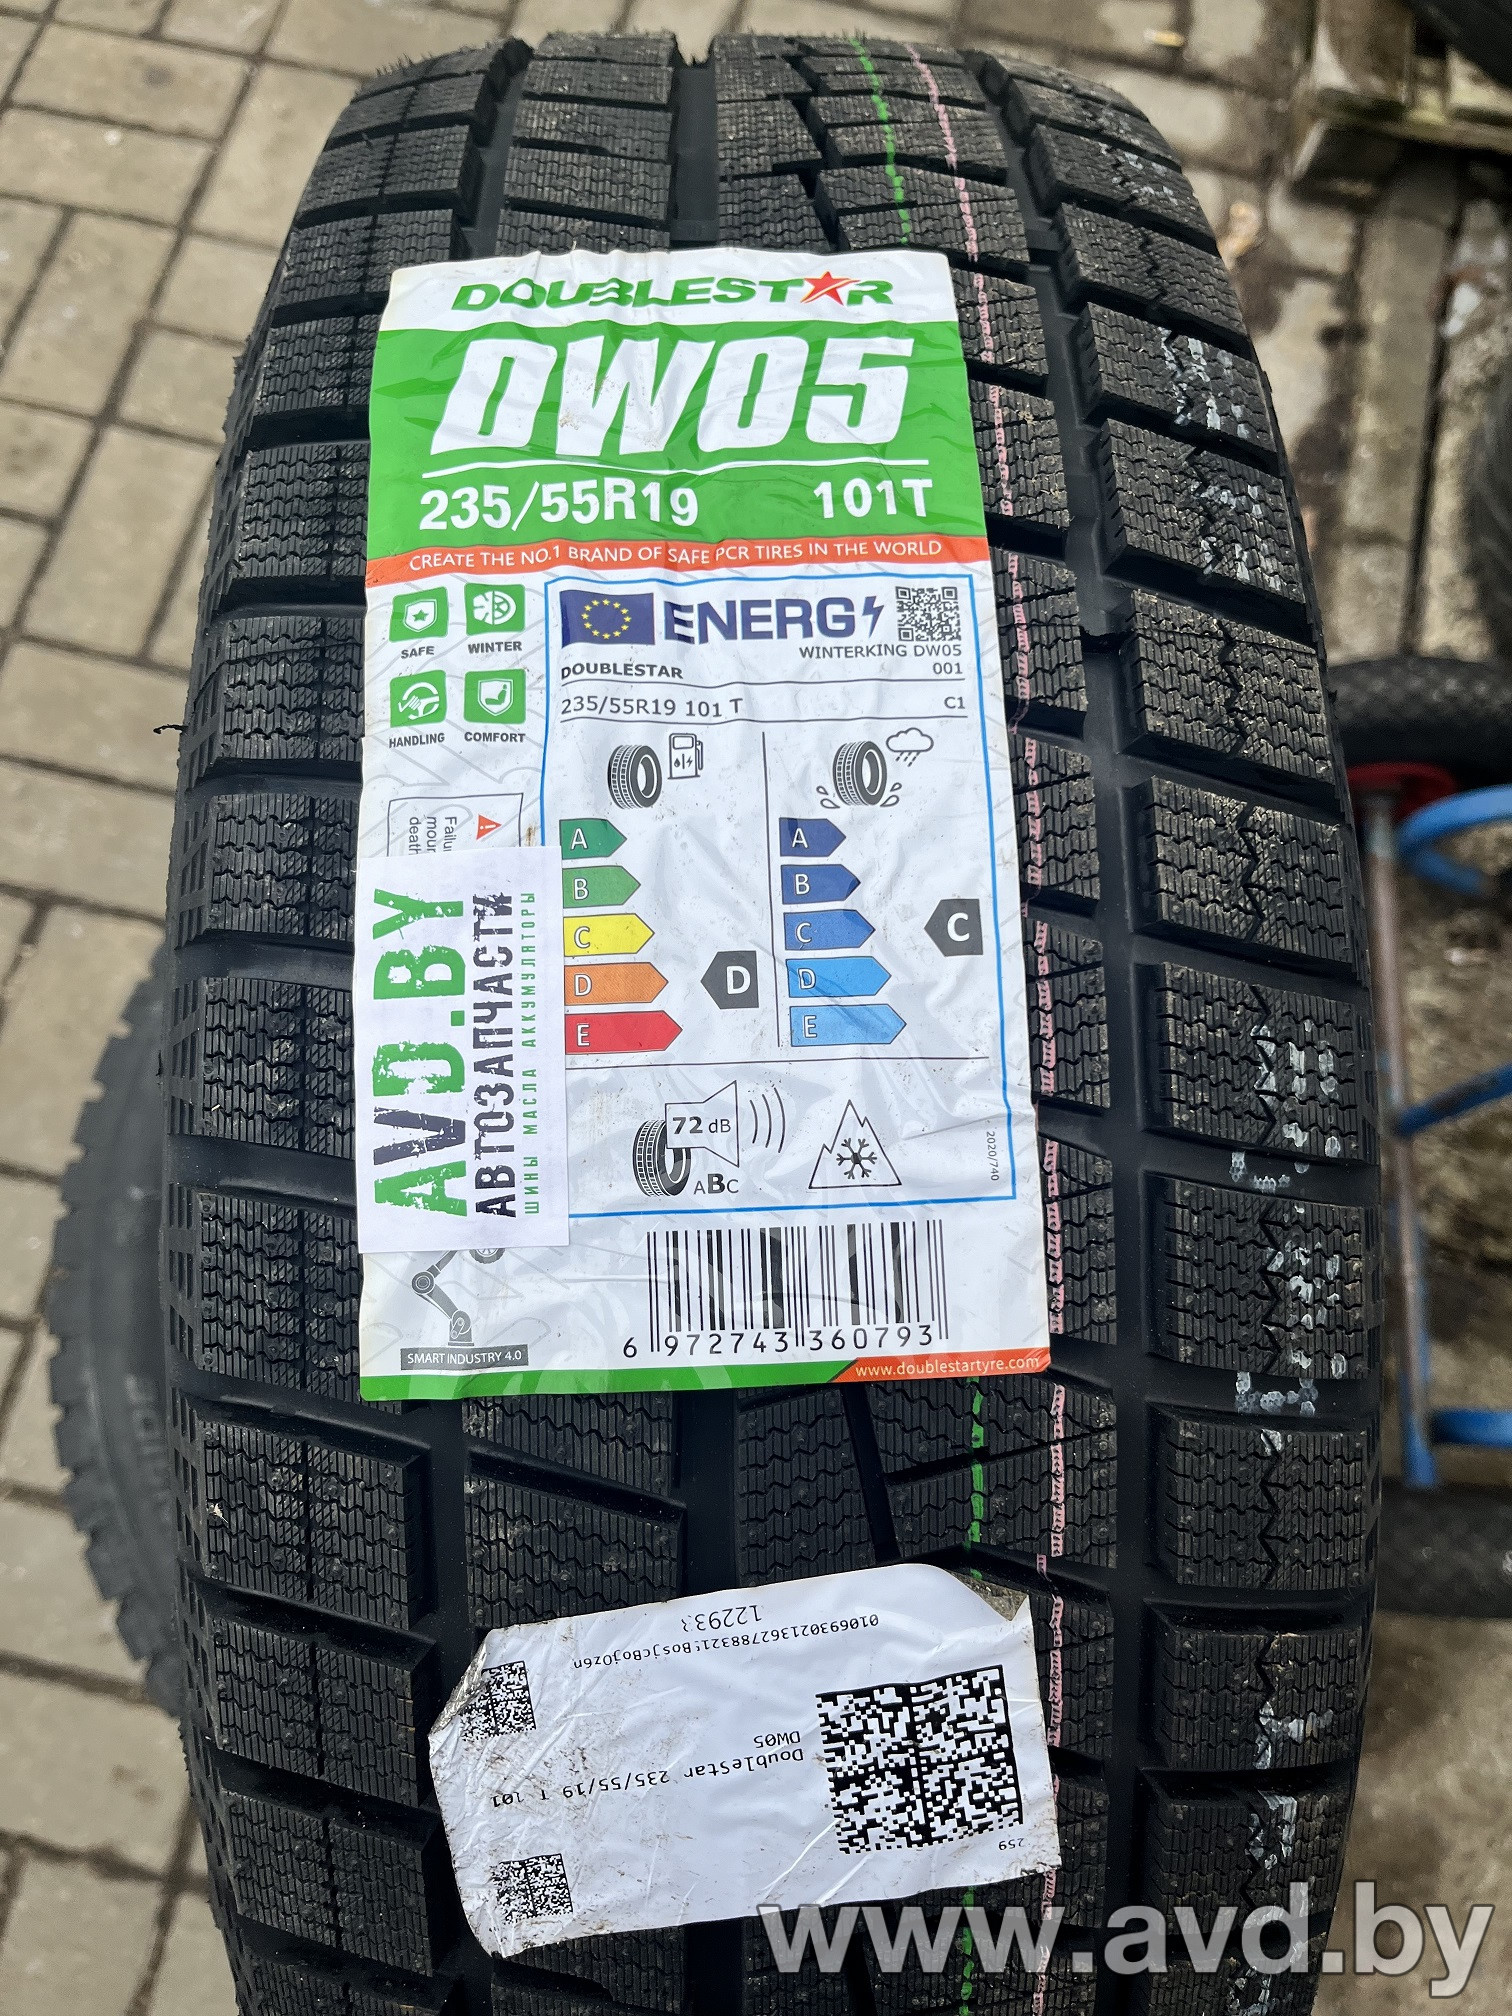 DOUBLESTAR
DW05
235/55R19 101T
CREATE THE NO.1 BRAND OF SAFE PCR TIRES IN THE WORLD
SAFE
WINTER
HANDLING
COMFORT
ENERG
WINTERKING DW05
DOUBLESTAR 001
235/55R19 101 T C1
A
B
C
D
E
D
A
B
C
D
E
C
72 dB
ABC
2020/740
death
AVD.BY
АВТОЗАПЧАСТИ
ШИНЫ МАСЛА АККУМУЛЯТОРЫ
SMART INDUSTRY 4.0
6 972743 360793
www.doublestartyre.com
DoubleStar 235/55/19 T 101
DW05
259
www.avd.by